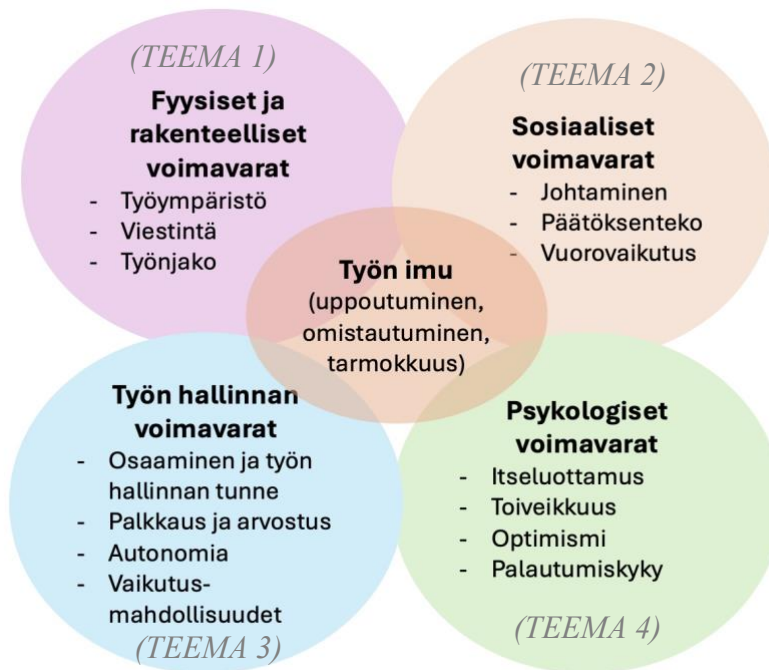 (TEEMA 1)
Fyysiset ja
rakenteelliset
voimavarat
- Työympäristö
- Viestintä
- Työnjako
(TEEMA 2)
Sosiaaliset
voimavarat
- Johtaminen
- Päätöksenteko
- Vuorovaikutus
Työn imu
(uppoutuminen,
omistautuminen,
tarmokkuus)
Työn hallinnan
voimavarat
- Osaaminen ja työn
hallinnan tunne
- Palkkaus ja arvostus
- Autonomia
- Vaikutus-
mahdollisuudet
(TEEMA 3)
Psykologiset
voimavarat
- Itseluottamus
- Toiveikkuus
- Optimismi
- Palautumiskyky
(TEEMA 4)